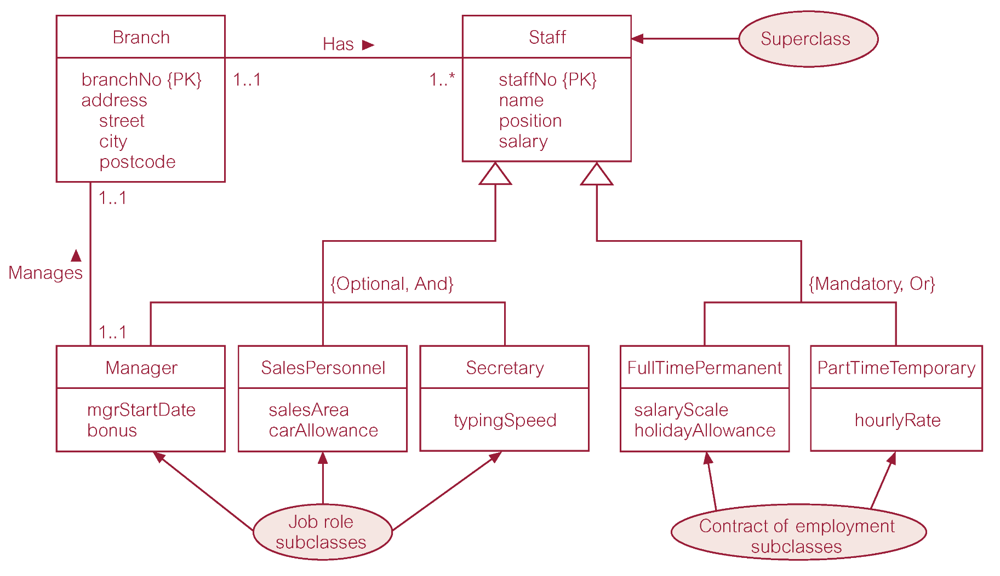 Branch
branchNo {PK}
address
street
city
postcode
Has ►
1..1
1..*
Staff
staffNo {PK}
name
position
salary
Superclass
1..1
▲
Manages
1..1
{Optional, And}
{Mandatory, Or}
Manager
mgrStartDate
bonus
SalesPersonnel
salesArea
carAllowance
Secretary
typingSpeed
FullTimePermanent
salaryScale
holidayAllowance
PartTimeTemporary
hourlyRate
Job role
subclasses
Contract of employment
subclasses